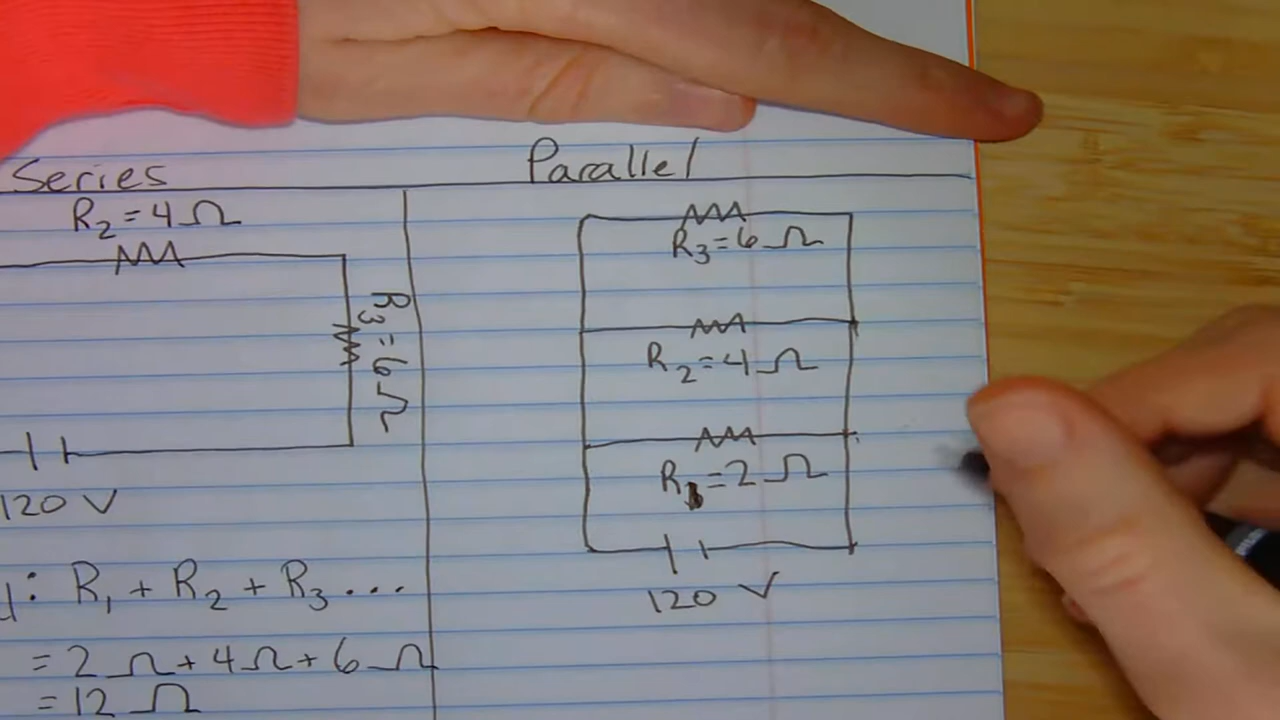 Series
R₂ = 4 Ω
R₃ = 6 Ω
120 V
: R₁ + R₂ + R₃ ...
= 2 Ω + 4 Ω + 6 Ω
= 12 Ω
Parallel
R₃ = 6 Ω
R₂ = 4 Ω
R₁ = 2 Ω
120 V